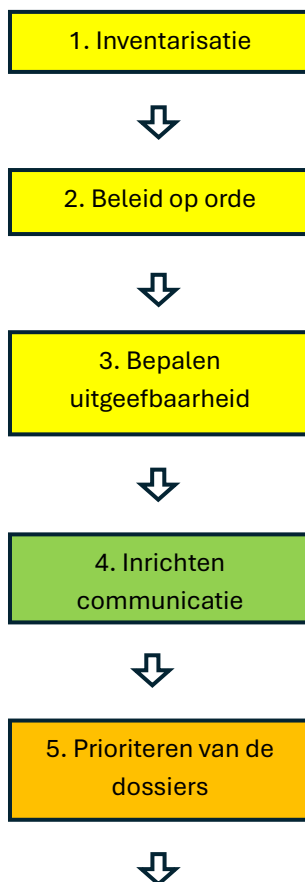 1. Inventarisatie
2. Beleid op orde
3. Bepalen
uitgeefbaarheid
4. Inrichten
communicatie
5. Prioriteren van de
dossiers